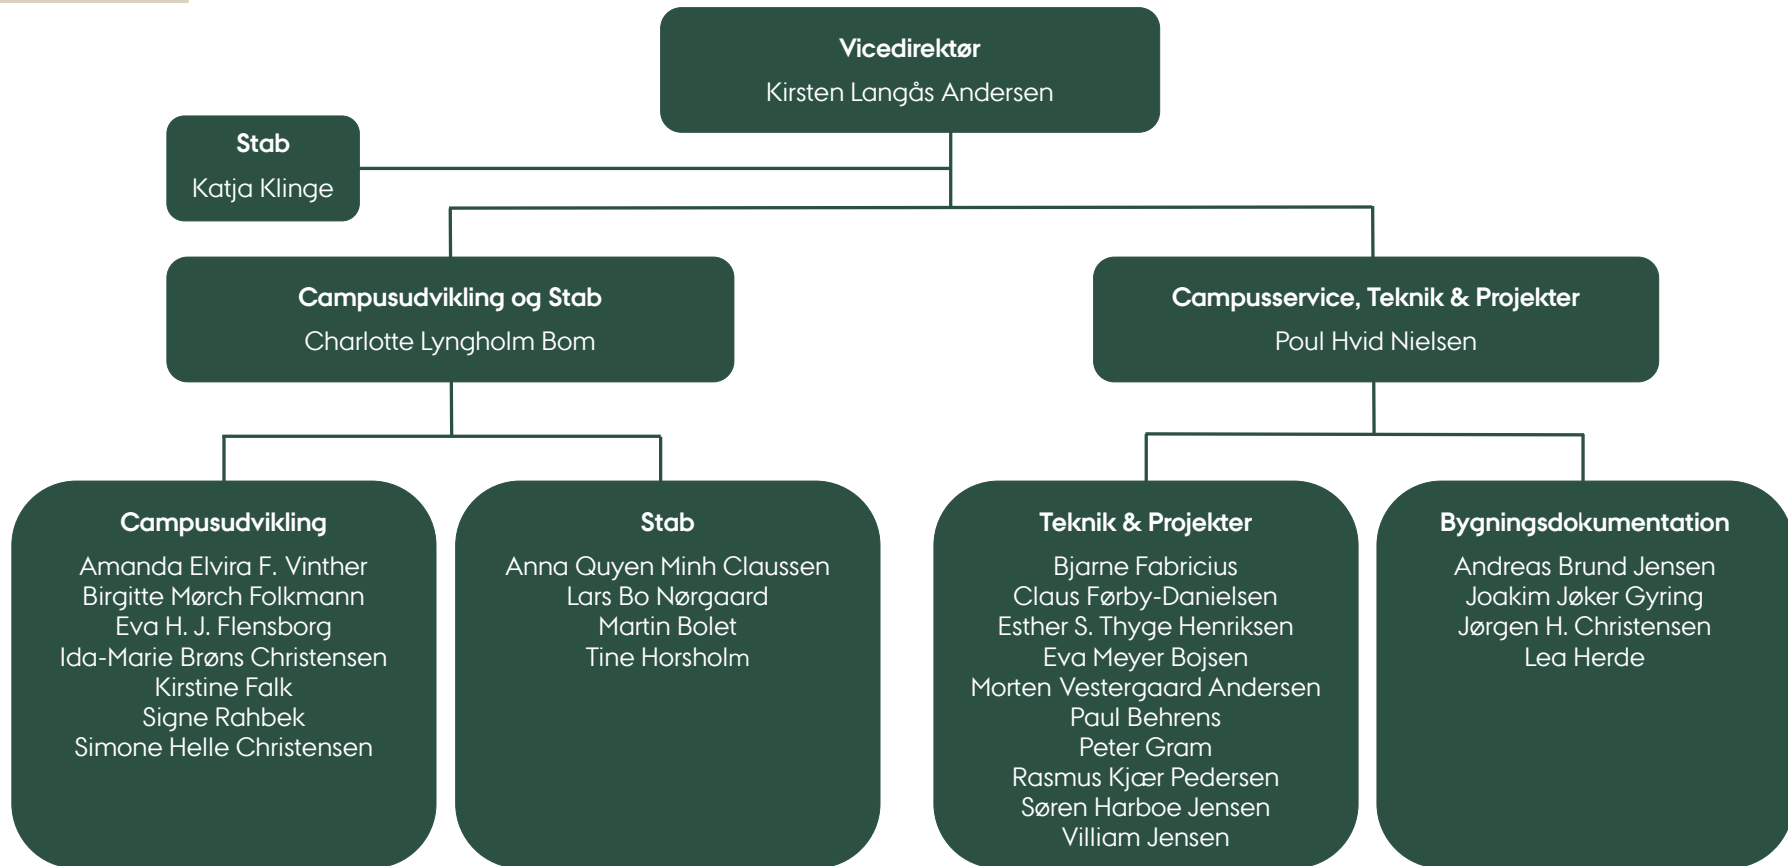 Vicedirektør
Kirsten Langås Andersen
Stab
Katja Klinge
Campusudvikling og Stab
Charlotte Lyngholm Bom
Campusservice, Teknik & Projekter
Poul Hvid Nielsen
Campusudvikling
Amanda Elvira F. Vinther
Birgitte Mørch Folkmann
Eva H. J. Flensborg
Ida-Marie Brøns Christensen
Kirstine Falk
Signe Rahbek
Simone Helle Christensen
Stab
Anna Quyen Minh Claussen
Lars Bo Nørgaard
Martin Bolet
Tine Horsholm
Teknik & Projekter
Bjarne Fabricius
Claus Førby-Danielsen
Esther S. Thyge Henriksen
Eva Meyer Bojsen
Morten Vestergaard Andersen
Paul Behrens
Peter Gram
Rasmus Kjær Pedersen
Søren Harboe Jensen
Villiam Jensen
Bygningsdokumentation
Andreas Brund Jensen
Joakim Jøker Gyring
Jørgen H. Christensen
Lea Herde